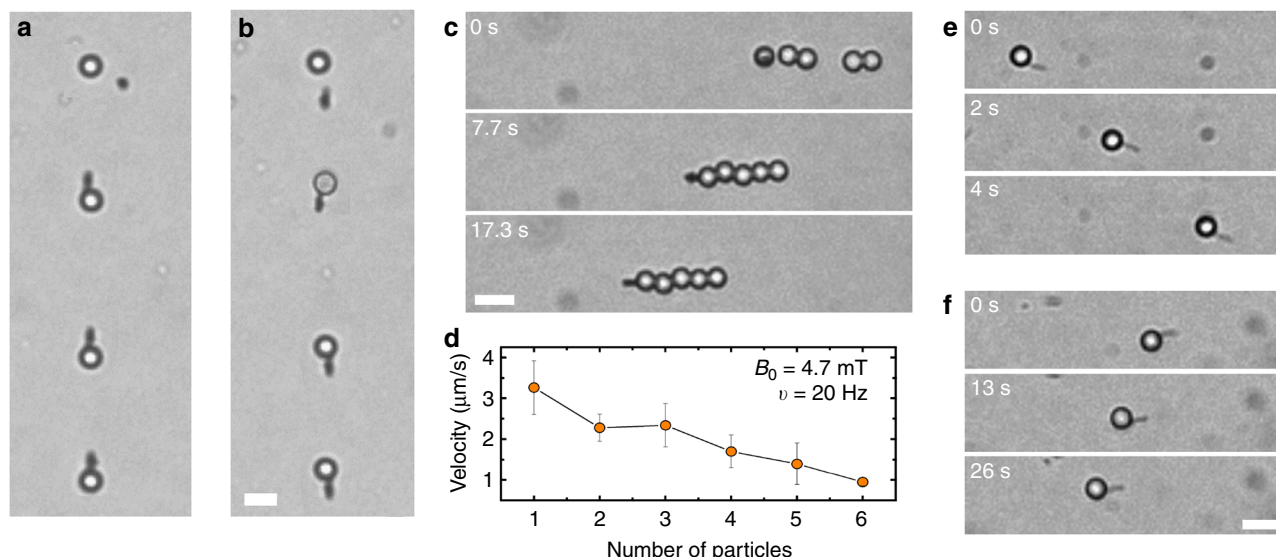 a
b
c
0 s
7.7 s
17.3 s
d
Velocity (μm/s)
4
3
2
1
B0 = 4.7 mT
υ = 20 Hz
1 2 3 4 5 6
Number of particles
e
0 s
2 s
4 s
f
0 s
13 s
26 s